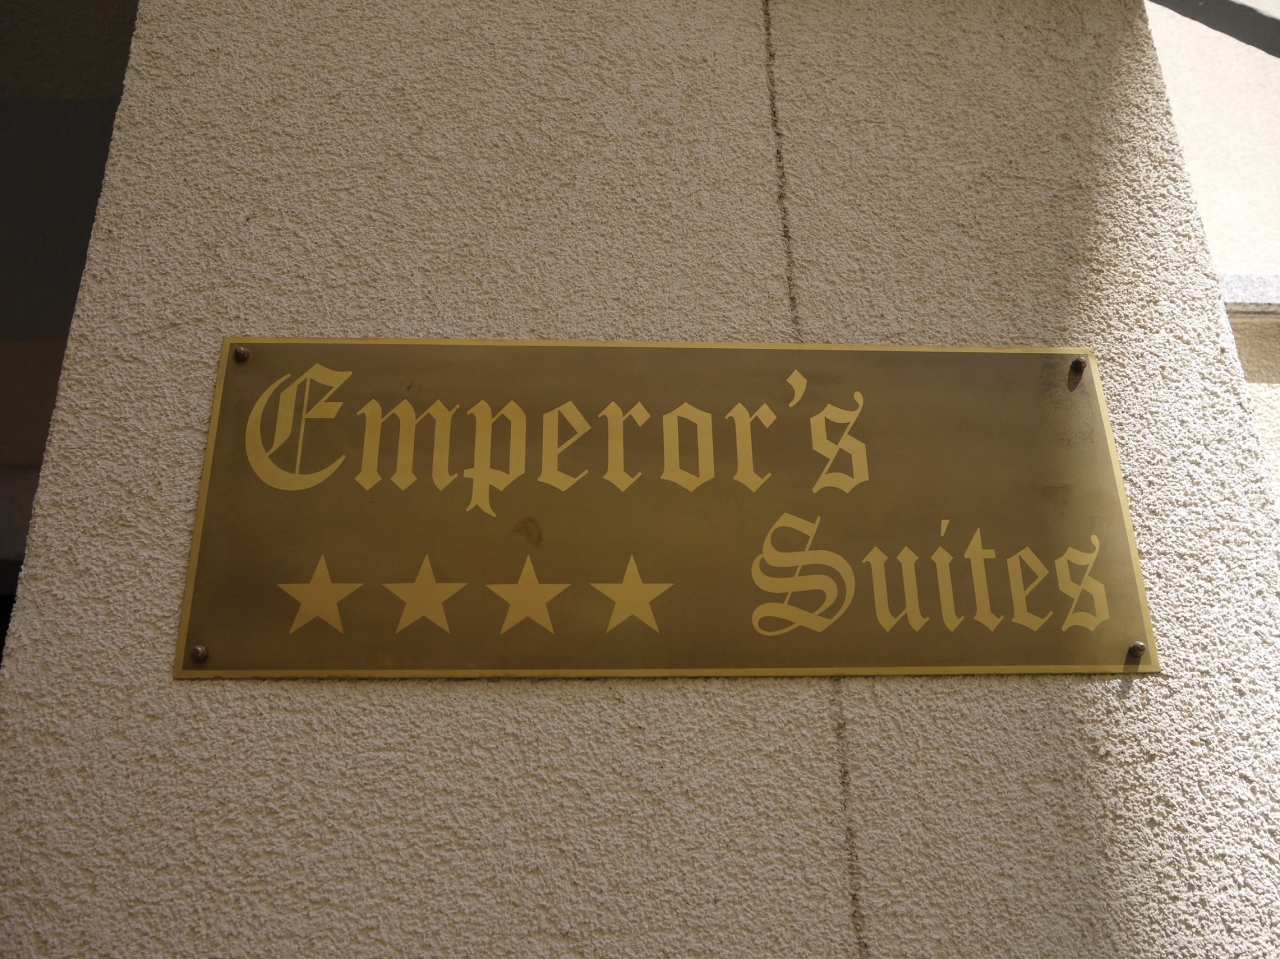 Emperor's
★★★★ Suites